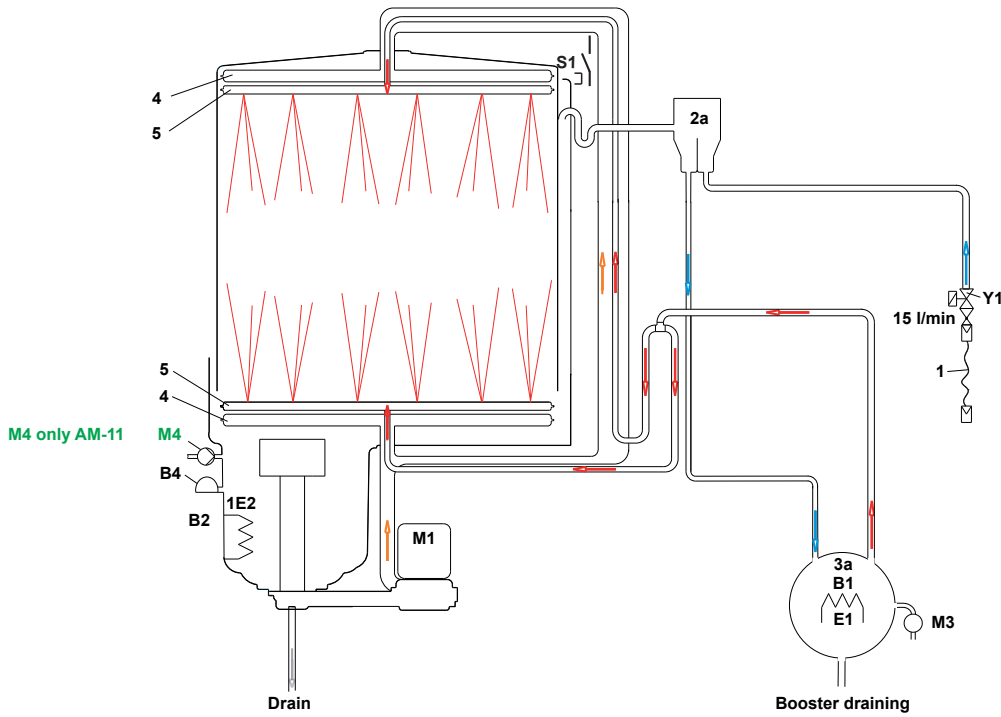 S1
4
5
2a
Y1
15 l/min
1
5
4
M4 only AM-11
M4
B4
1E2
B2
M1
3a
B1
E1
M3
Drain
Booster draining